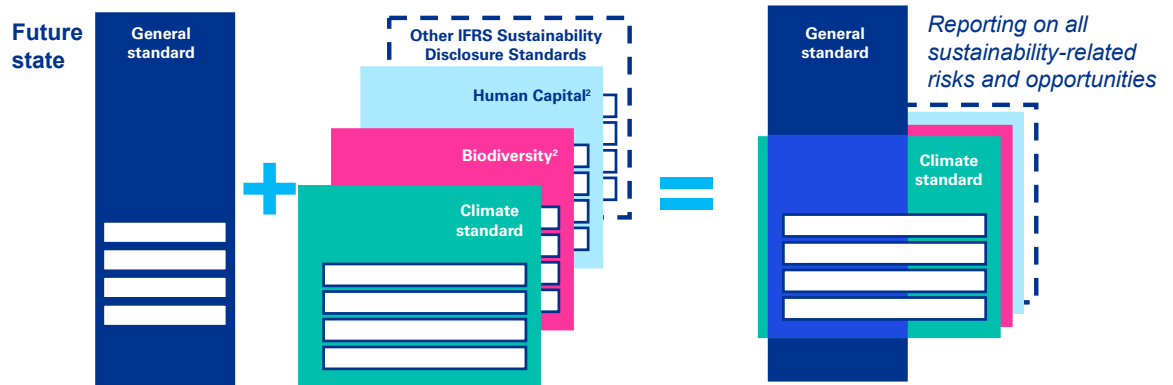 Future
state
General
standard
Other IFRS Sustainability
Disclosure Standards
Human Capital²
Biodiversity²
Climate
standard
General
standard
Climate
standard
Reporting on all
sustainability-related
risks and opportunities